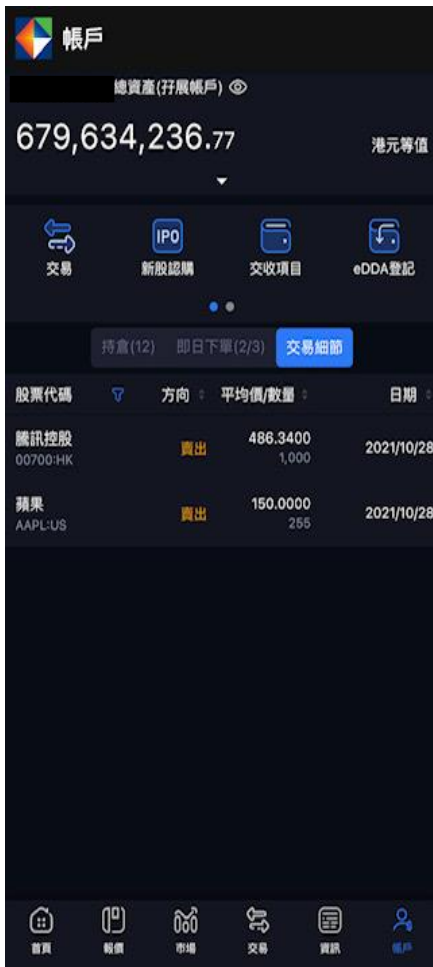 帳戶
總資產(孖展帳戶)
679,634,236.77 港元等值
交易 IPO 新股認購 交收項目 eDDA登記
持倉(12) 即日下單(2/3) 交易細節
股票代碼 方向 平均價/數量 日期
騰訊控股 賣出 486.3400 2021/10/28
00700:HK 1,000
蘋果 賣出 150.0000 2021/10/28
AAPL:US 255
首頁 報價 市場 交易 資訊 帳戶